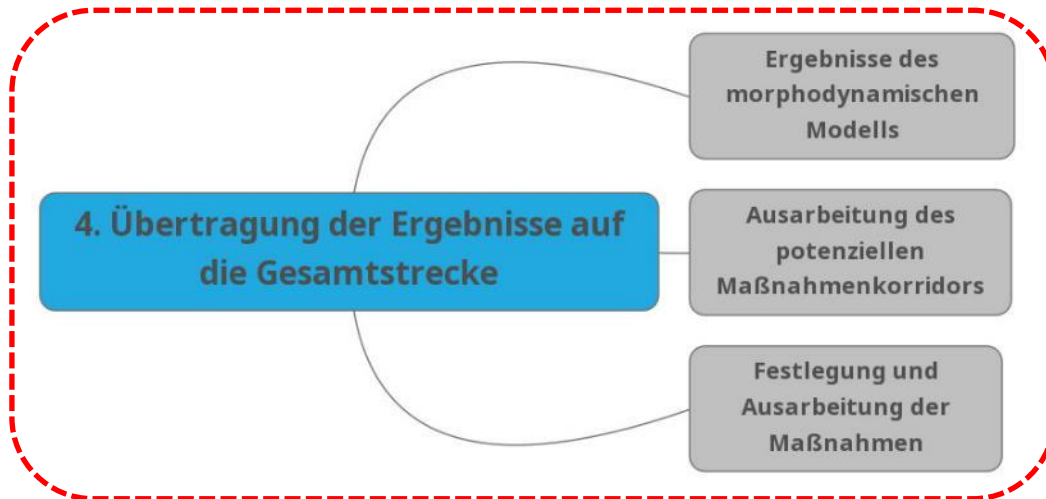 4. Übertragung der Ergebnisse auf
die Gesamtstrecke
Ergebnisse des
morphodynamischen
Modells
Ausarbeitung des
potenziellen
Maßnahmenkorridors
Festlegung und
Ausarbeitung der
Maßnahmen